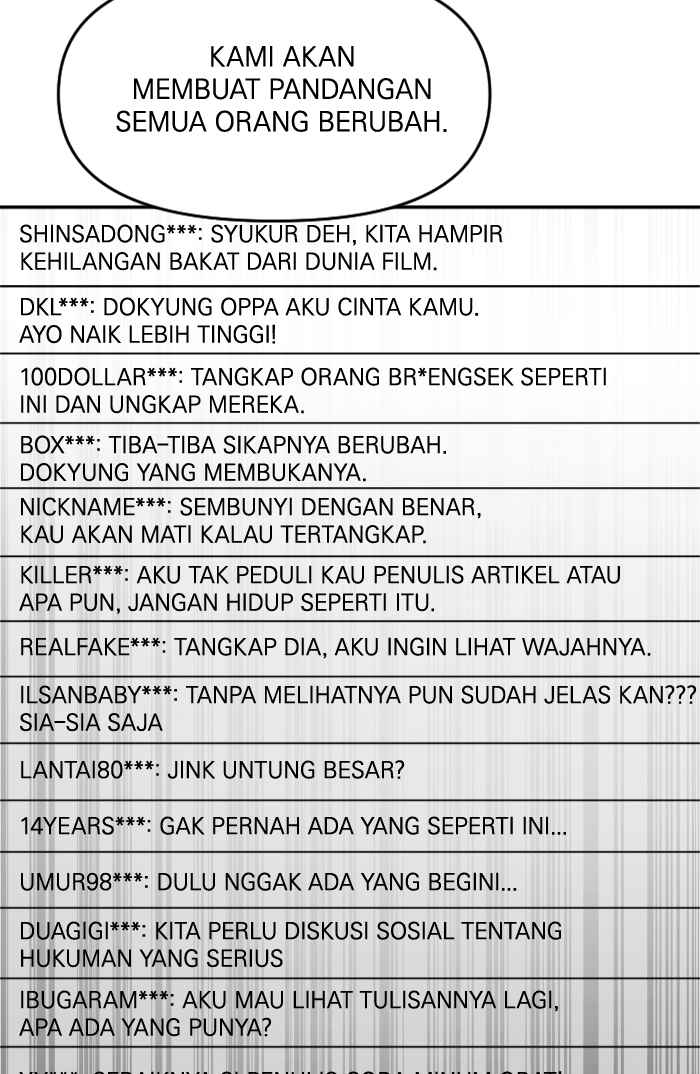 KAMI AKAN
MEMBUAT PANDANGAN
SEMUA ORANG BERUBAH.
SHINSADONG***: SYUKUR DEH, KITA HAMPIR
KEHILANGAN BAKAT DARI DUNIA FILM.
DKL***: DOKYUNG OPPA AKU CINTA KAMU.
AYO NAIK LEBIH TINGGI!
100DOLLAR***: TANGKAP ORANG BR*ENGSEK SEPERTI
INI DAN UNGKAP MEREKA.
BOX***: TIBA-TIBA SIKAPNYA BERUBAH.
DOKYUNG YANG MEMBUKANYA.
NICKNAME***: SEMBUNYI DENGAN BENAR,
KAU AKAN MATI KALAU TERTANGKAP.
KILLER***: AKU TAK PEDULI KAU PENULIS ARTIKEL ATAU
APA PUN, JANGAN HIDUP SEPERTI ITU.
REALFAKE***: TANGKAP DIA, AKU INGIN LIHAT WAJAHNYA.
ILSANBABY***: TANPA MELIHATNYA PUN SUDAH JELAS KAN???
SIA-SIA SAJA
LANTAI80***: JINK UNTUNG BESAR?
14YEARS***: GAK PERNAH ADA YANG SEPERTI INI...
UMUR98***: DULU NGGAK ADA YANG BEGINI...
DUAGIGI***: KITA PERLU DISKUSI SOSIAL TENTANG
HUKUMAN YANG SERIUS
IBUGARAM***: AKU MAU LIHAT TULISANNYA LAGI,
APA ADA YANG PUNYA?